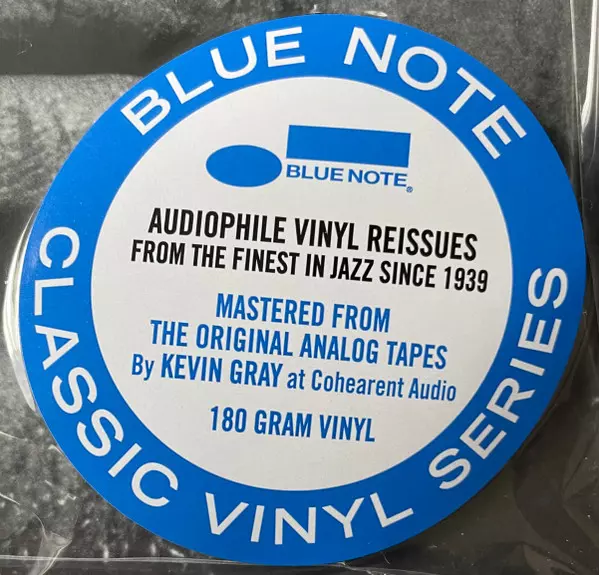 BLUE NOTE
CLASSIC VINYL SERIES
BLUE NOTE®
AUDIOPHILE VINYL REISSUES
FROM THE FINEST IN JAZZ SINCE 1939
MASTERED FROM
THE ORIGINAL ANALOG TAPES
By KEVIN GRAY at Cohearent Audio
180 GRAM VINYL